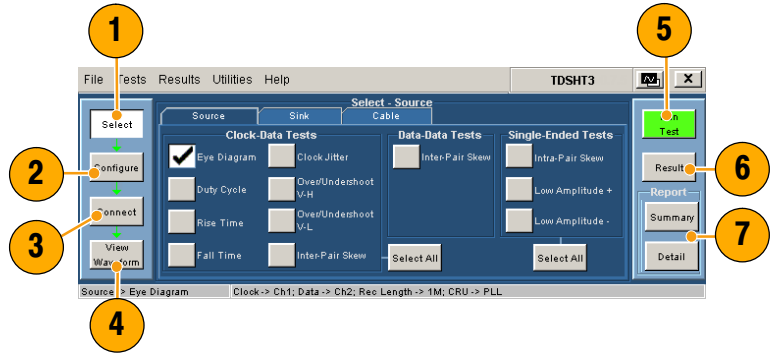 1
5
File Tests Results Utilities Help
TDSHT3
X
Select - Source
Select
Source
Sink
Cable
Run
Test
Clock-Data Tests
Data-Data Tests
Single-Ended Tests
2
Configure
Eye Diagram
Clock Jitter
Inter-Pair Skew
Intra-Pair Skew
Result
6
Duty Cycle
Over/Undershoot
V-H
Low Amplitude +
Report
3
Connect
Rise Time
Over/Undershoot
V-L
Low Amplitude -
Summary
7
View
Waveform
Fall Time
Inter-Pair Skew
Select All
Select All
Detail
Source -> Eye Diagram
Clock -> Ch1; Data -> Ch2; Rec Length -> 1M; CRU -> PLL
4